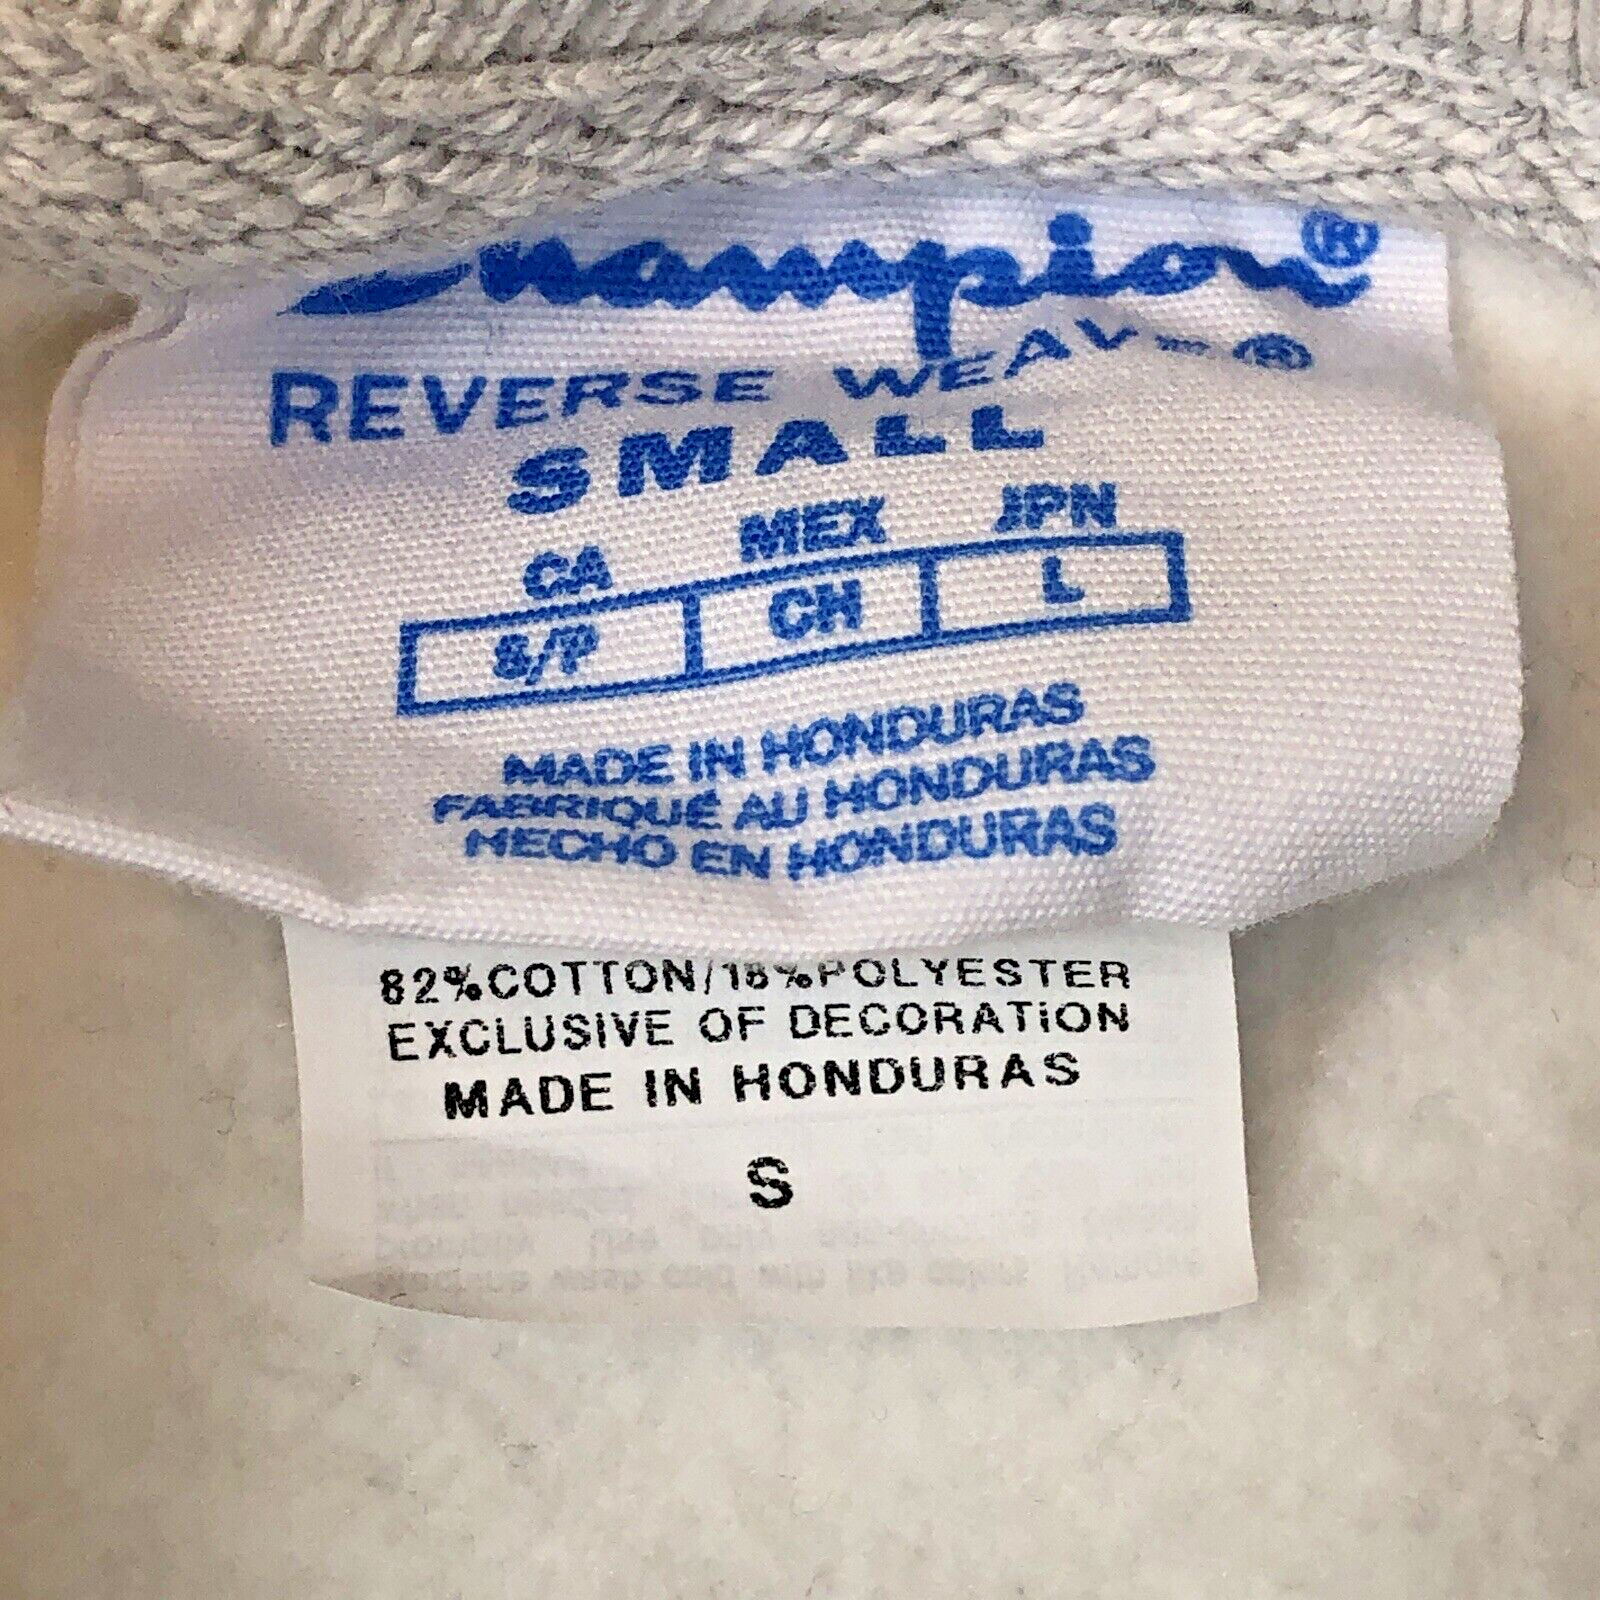 Champion®
REVERSE WEAVE®
SMALL
CA MEX JPN
S/P CH L
MADE IN HONDURAS
FABRIQUÉ AU HONDURAS
HECHO EN HONDURAS
82%COTTON/18%POLYESTER
EXCLUSIVE OF DECORATION
MADE IN HONDURAS
S